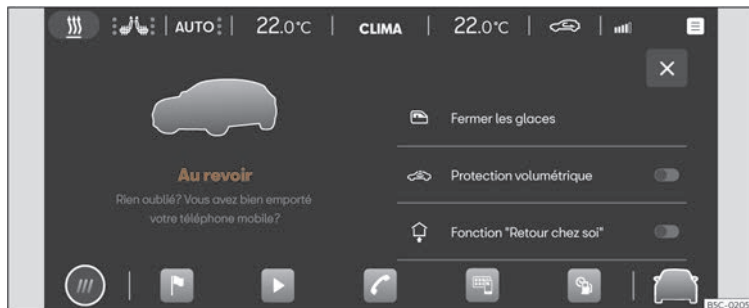 AUTO 22.0°C CLIMA 22.0°C
Fermer les glaces
Au revoir
Protection volumétrique
Rien oublié? Vous avez bien emporté
votre téléphone mobile?
Fonction "Retour chez soi"
BSC-0205